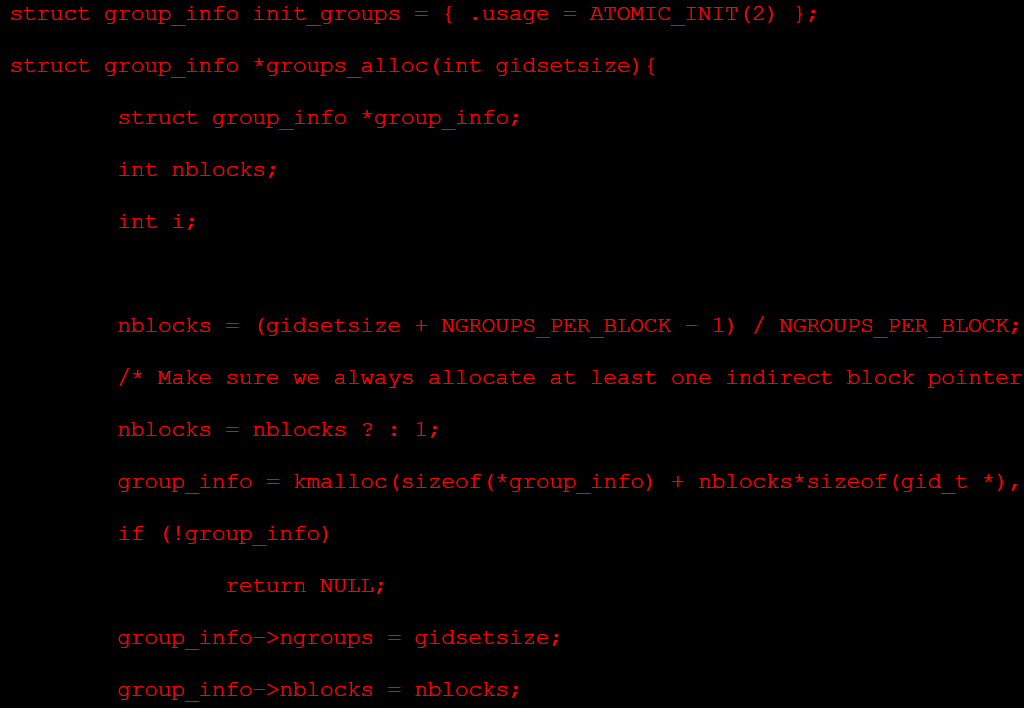 struct group_info init_groups = { .usage = ATOMIC_INIT(2) };
struct group_info *groups_alloc(int gidsetsize){
struct group_info *group_info;
int nblocks;
int i;
nblocks = (gidsetsize + NGROUPS_PER_BLOCK - 1) / NGROUPS_PER_BLOCK;
/* Make sure we always allocate at least one indirect block pointer
nblocks = nblocks ? : 1;
group_info = kmalloc(sizeof(*group_info) + nblocks*sizeof(gid_t *),
if (!group_info)
return NULL;
group_info->ngroups = gidsetsize;
group_info->nblocks = nblocks;